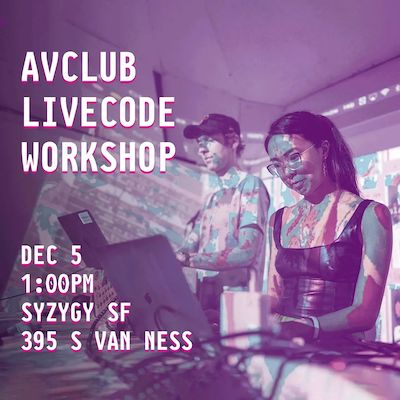 AVCLUB
LIVECODE
WORKSHOP
DEC 5
1:00PM
SYZYGY SF
395 S VAN NESS